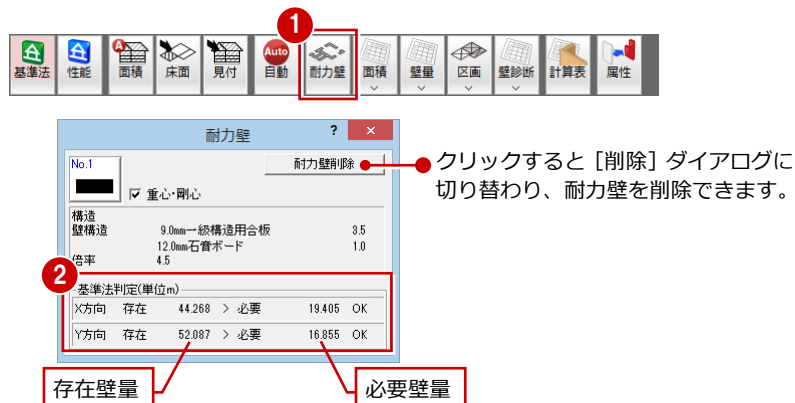 1
Auto
基準法 性能 面積 床面 見付 自動 耐力壁 面積 壁量 区画 壁診断 計算表 属性
耐力壁 ? ×
No.1
耐力壁削除
クリックすると［削除］ダイアログに
切り替わり、耐力壁を削除できます。
重心・剛心
構造
壁構造 9.0mm一級構造用合板 3.5
12.0mm石膏ボード 1.0
倍率 4.5
2
基準法判定(単位m)
X方向 存在 44.268 > 必要 19.405 OK
Y方向 存在 52.087 > 必要 16.855 OK
存在壁量 必要壁量